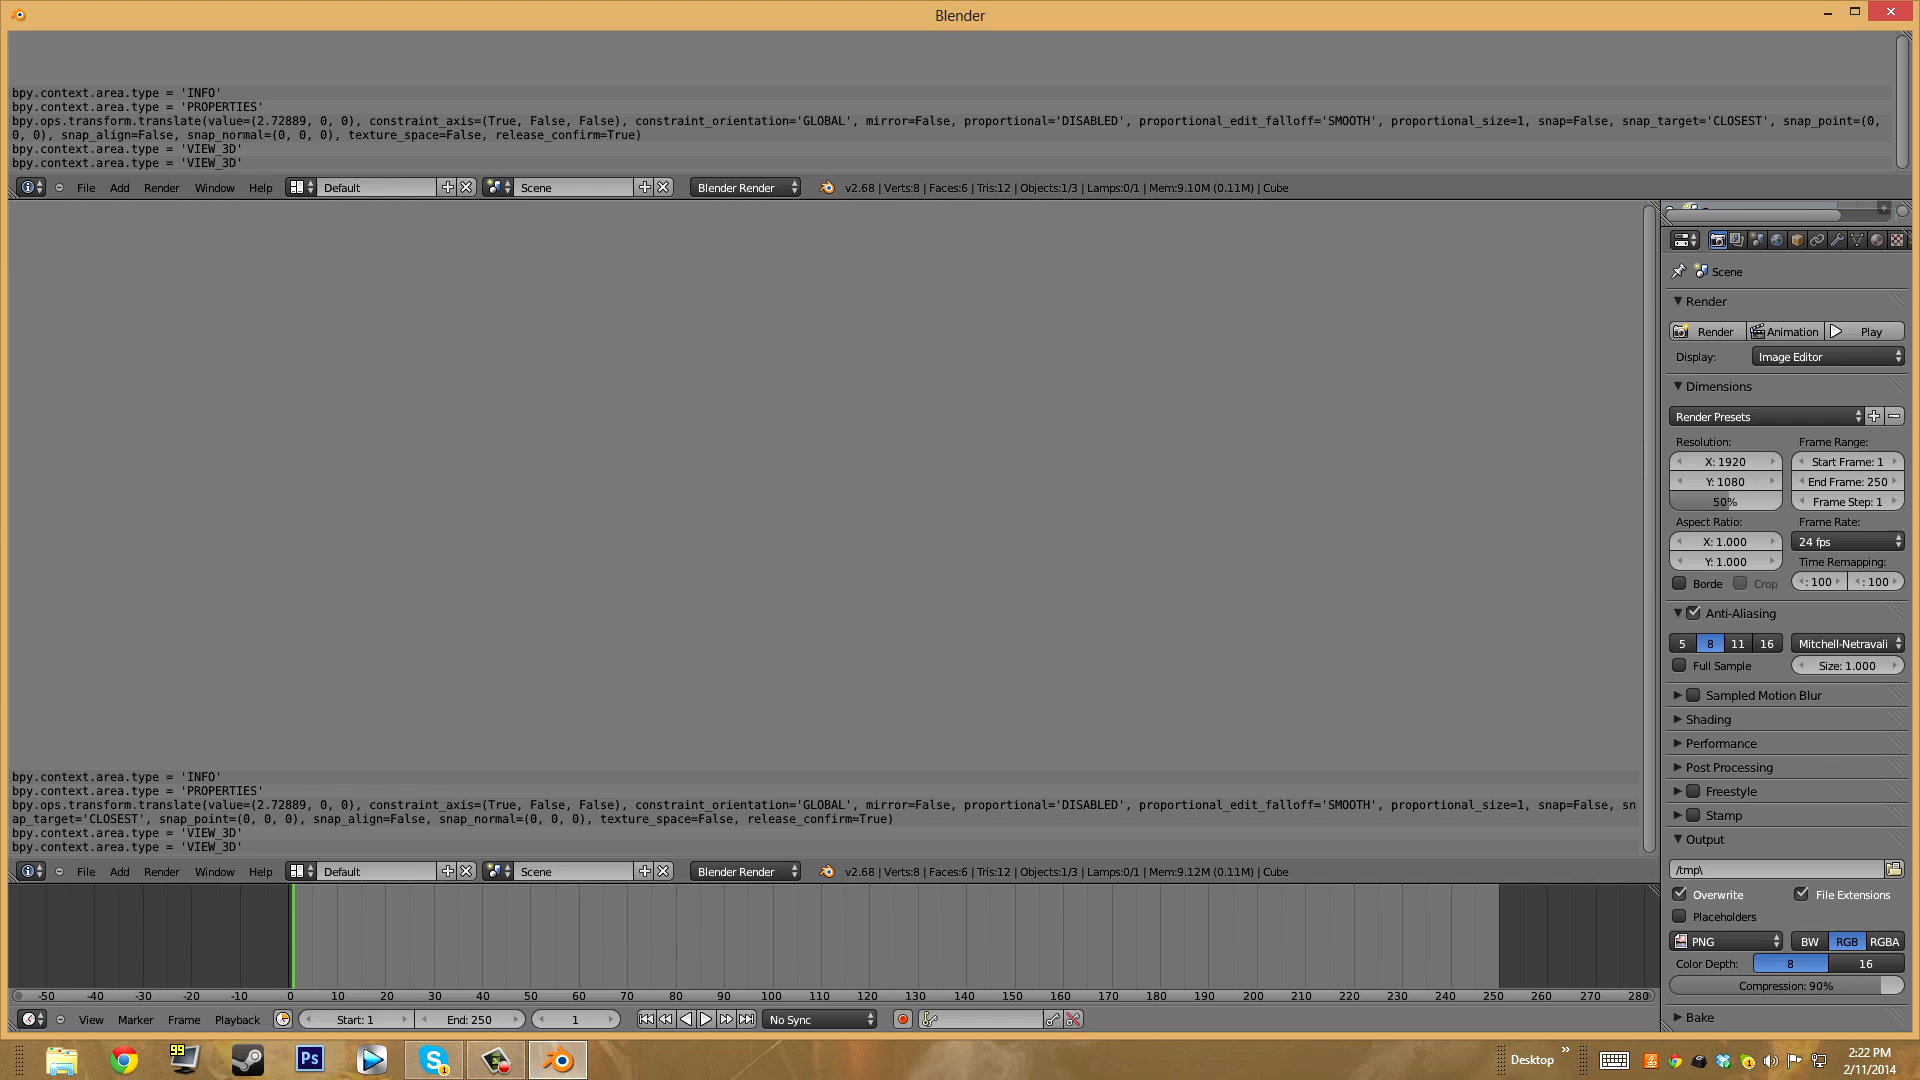 Blender
bpy.context.area.type = 'INFO'
bpy.context.area.type = 'PROPERTIES'
bpy.ops.transform.translate(value=(2.72889, 0, 0), constraint_axis=(True, False, False), constraint_orientation='GLOBAL', mirror=False, proportional='DISABLED', proportional_edit_falloff='SMOOTH', proportional_size=1, snap=False, snap_target='CLOSEST', snap_point=(0,
0, 0), snap_align=False, snap_normal=(0, 0, 0), texture_space=False, release_confirm=True)
bpy.context.area.type = 'VIEW_3D'
bpy.context.area.type = 'VIEW_3D'
File Add Render Window Help Default Scene Blender Render v2.68 | Verts:8 | Faces:6 | Tris:12 | Objects:1/3 | Lamps:0/1 | Mem:9.10M (0.11M) | Cube
Scene
Render
Render Animation Play
Display: Image Editor
Dimensions
Render Presets
Resolution: Frame Range:
X: 1920 Start Frame: 1
Y: 1080 End Frame: 250
50% Frame Step: 1
Aspect Ratio: Frame Rate:
X: 1.000 24 fps
Y: 1.000 Time Remapping:
Borde Crop : 100 : 100
Anti-Aliasing
5 8 11 16 Mitchell-Netravali
Full Sample Size: 1.000
Sampled Motion Blur
Shading
Performance
Post Processing
Freestyle
Stamp
Output
/tmp\
Overwrite File Extensions
Placeholders
PNG BW RGB RGBA
Color Depth: 8 16
Compression: 90%
Bake
bpy.context.area.type = 'INFO'
bpy.context.area.type = 'PROPERTIES'
bpy.ops.transform.translate(value=(2.72889, 0, 0), constraint_axis=(True, False, False), constraint_orientation='GLOBAL', mirror=False, proportional='DISABLED', proportional_edit_falloff='SMOOTH', proportional_size=1, snap=False, sn
ap_target='CLOSEST', snap_point=(0, 0, 0), snap_align=False, snap_normal=(0, 0, 0), texture_space=False, release_confirm=True)
bpy.context.area.type = 'VIEW_3D'
bpy.context.area.type = 'VIEW_3D'
File Add Render Window Help Default Scene Blender Render v2.68 | Verts:8 | Faces:6 | Tris:12 | Objects:1/3 | Lamps:0/1 | Mem:9.12M (0.11M) | Cube
-50 -40 -30 -20 -10 0 10 20 30 40 50 60 70 80 90 100 110 120 130 140 150 160 170 180 190 200 210 220 230 240 250 260 270 280
View Marker Frame Playback Start: 1 End: 250 1 No Sync
99 Ps S 1 Desktop
2:22 PM
2/11/2014